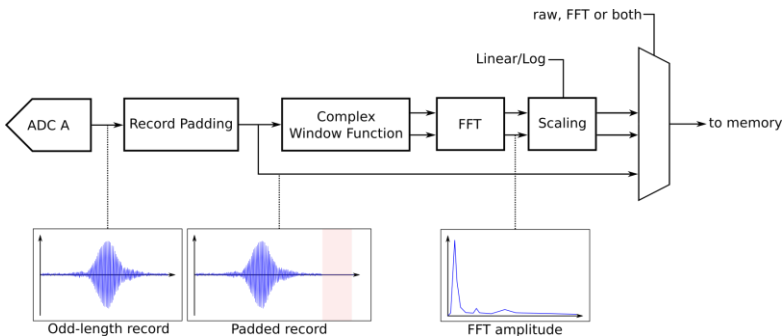 raw, FFT or both
Linear/Log
ADC A
Record Padding
Complex
Window Function
FFT
Scaling
to memory
Odd-length record
Padded record
FFT amplitude